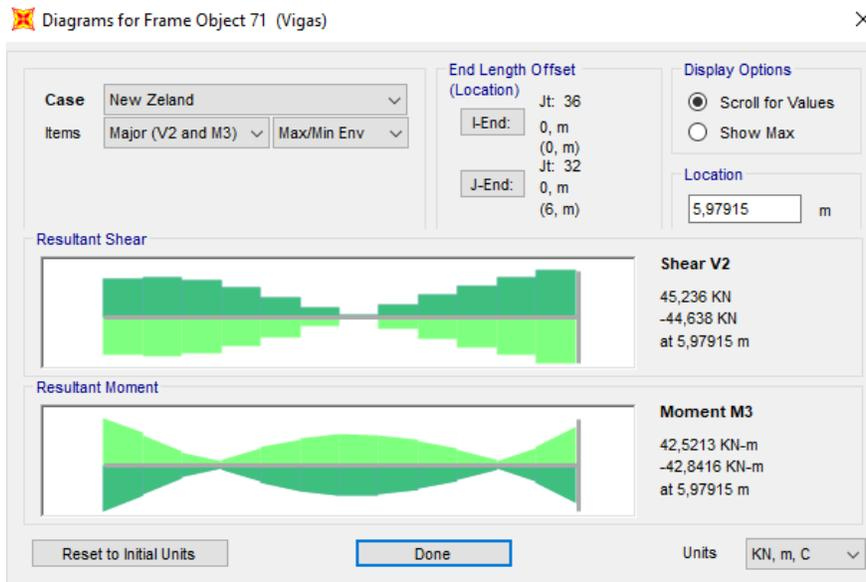 Diagrams for Frame Object 71 (Vigas)
Case New Zeland
Items Major (V2 and M3) Max/Min Env
End Length Offset
(Location)
Jt: 36
I-End: 0, m
(0, m)
Jt: 32
J-End: 0, m
(6, m)
Display Options
Scroll for Values
Show Max
Location
5,97915 m
Resultant Shear
Shear V2
45,236 KN
-44,638 KN
at 5,97915 m
Resultant Moment
Moment M3
42,5213 KN-m
-42,8416 KN-m
at 5,97915 m
Reset to Initial Units Done Units KN, m, C